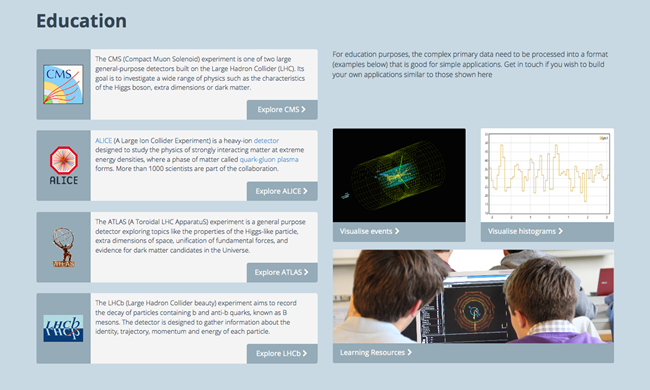 Education
CMS
The CMS (Compact Muon Solenoid) experiment is one of two large
general-purpose detectors built on the Large Hadron Collider (LHC). Its
goal is to investigate a wide range of physics such as the characteristics
of the Higgs boson, extra dimensions or dark matter.
Explore CMS
ALICE
ALICE (A Large Ion Collider Experiment) is a heavy-ion detector
designed to study the physics of strongly interacting matter at extreme
energy densities, where a phase of matter called quark-gluon plasma
forms. More than 1000 scientists are part of the collaboration.
Explore ALICE
ATLAS
The ATLAS (A Toroidal LHC ApparatuS) experiment is a general purpose
detector exploring topics like the properties of the Higgs-like particle,
extra dimensions of space, unification of fundamental forces, and
evidence for dark matter candidates in the Universe.
Explore ATLAS
LHCb
LHCb
The LHCb (Large Hadron Collider beauty) experiment aims to record
the decay of particles containing b and anti-b quarks, known as B
mesons. The detector is designed to gather information about the
identity, trajectory, momentum and energy of each particle.
Explore LHCb
For education purposes, the complex primary data need to be processed into a format
(examples below) that is good for simple applications. Get in touch if you wish to build
your own applications similar to those shown here
Visualise events
Visualise histograms
Learning Resources